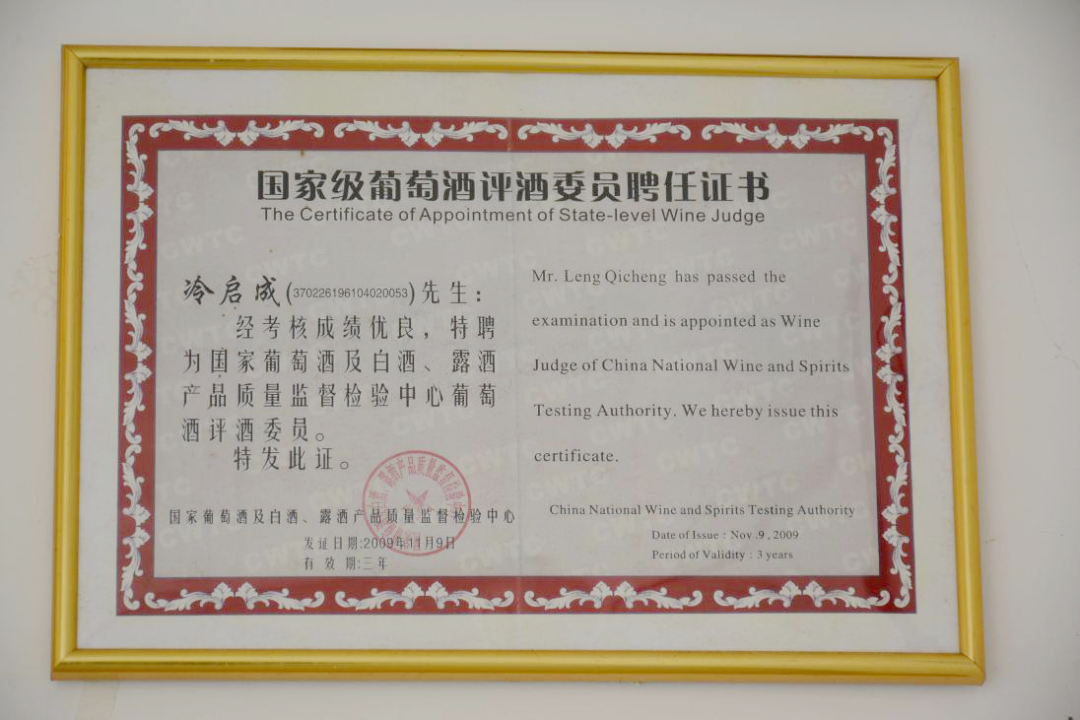 国家级葡萄酒评酒委员聘任证书
The Certificate of Appointment of State-level Wine Judge
冷启成(370226196104020053)先生：
经考核成绩优良，特聘
为国家葡萄酒及白酒、露酒
产品质量监督检验中心葡萄
酒评酒委员。
特发此证。
国家葡萄酒及白酒、露酒产品质量监督检验中心
发证日期:2009年11月9日
有效期:三年
Mr. Leng Qicheng has passed the
examination and is appointed as Wine
Judge of China National Wine and Spirits
Testing Authority. We hereby issue this
certificate.
China National Wine and Spirits Testing Authority
Date of Issue : Nov .9 , 2009
Period of Validity : 3 years
CWTC